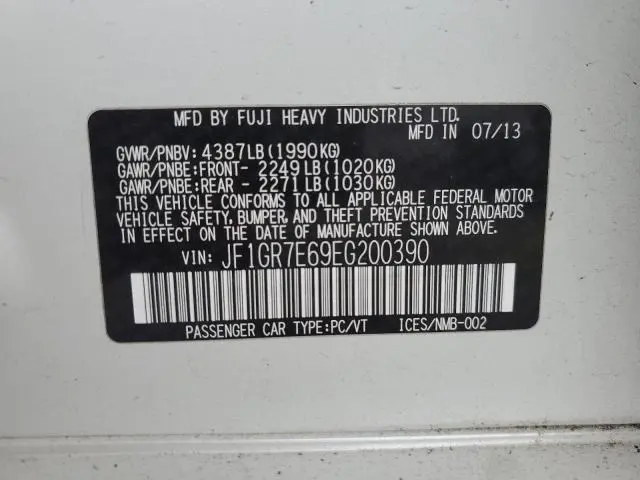 MFD BY FUJI HEAVY INDUSTRIES LTD.
MFD IN 07/13
GVWR/PNBV: 4387LB(1990KG)
GAWR/PNBE:FRONT- 2249LB(1020KG)
GAWR/PNBE:REAR - 2271LB(1030KG)
THIS VEHICLE CONFORMS TO ALL APPLICABLE FEDERAL MOTOR
VEHICLE SAFETY, BUMPER, AND THEFT PREVENTION STANDARDS
IN EFFECT ON THE DATE OF MANUFACTURE SHOWN ABOVE.
VIN: JF1GR7E69EG200390
PASSENGER CAR TYPE:PC/VT ICES/NMB-002